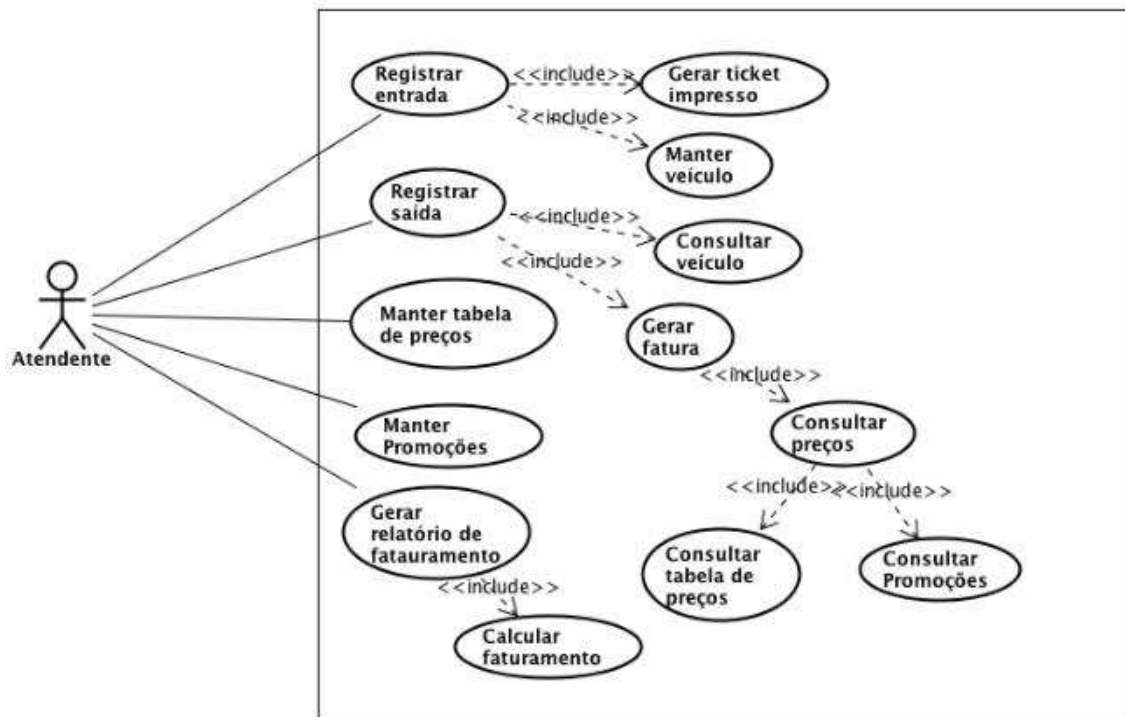 Registrar
entrada
<<include>>
Gerar ticket
impresso
<<include>>
Manter
veículo
Registrar
saída
<<include>>
Consultar
veículo
<<include>>
Atendente
Manter tabela
de preços
Gerar
fatura
<<include>>
Manter
Promoções
Consultar
preços
<<include>>
<<include>>
Gerar
relatório de
fatauramento
Consultar
tabela de
preços
Consultar
Promoções
<<include>>
Calcular
faturamento